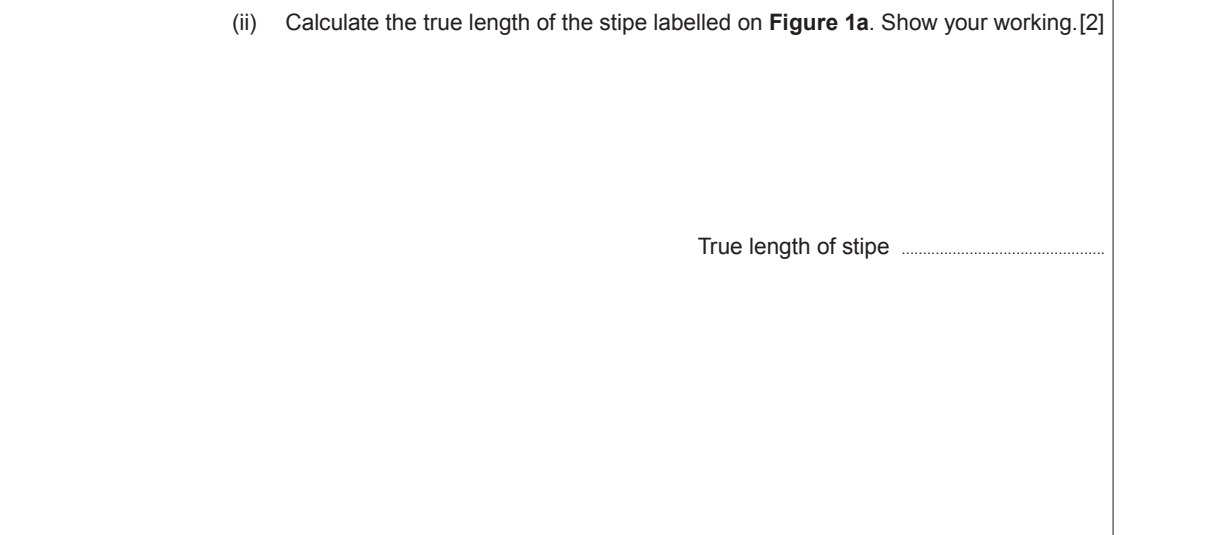 (ii) Calculate the true length of the stipe labelled on Figure 1a. Show your working.[2]
True length of stipe ................................................